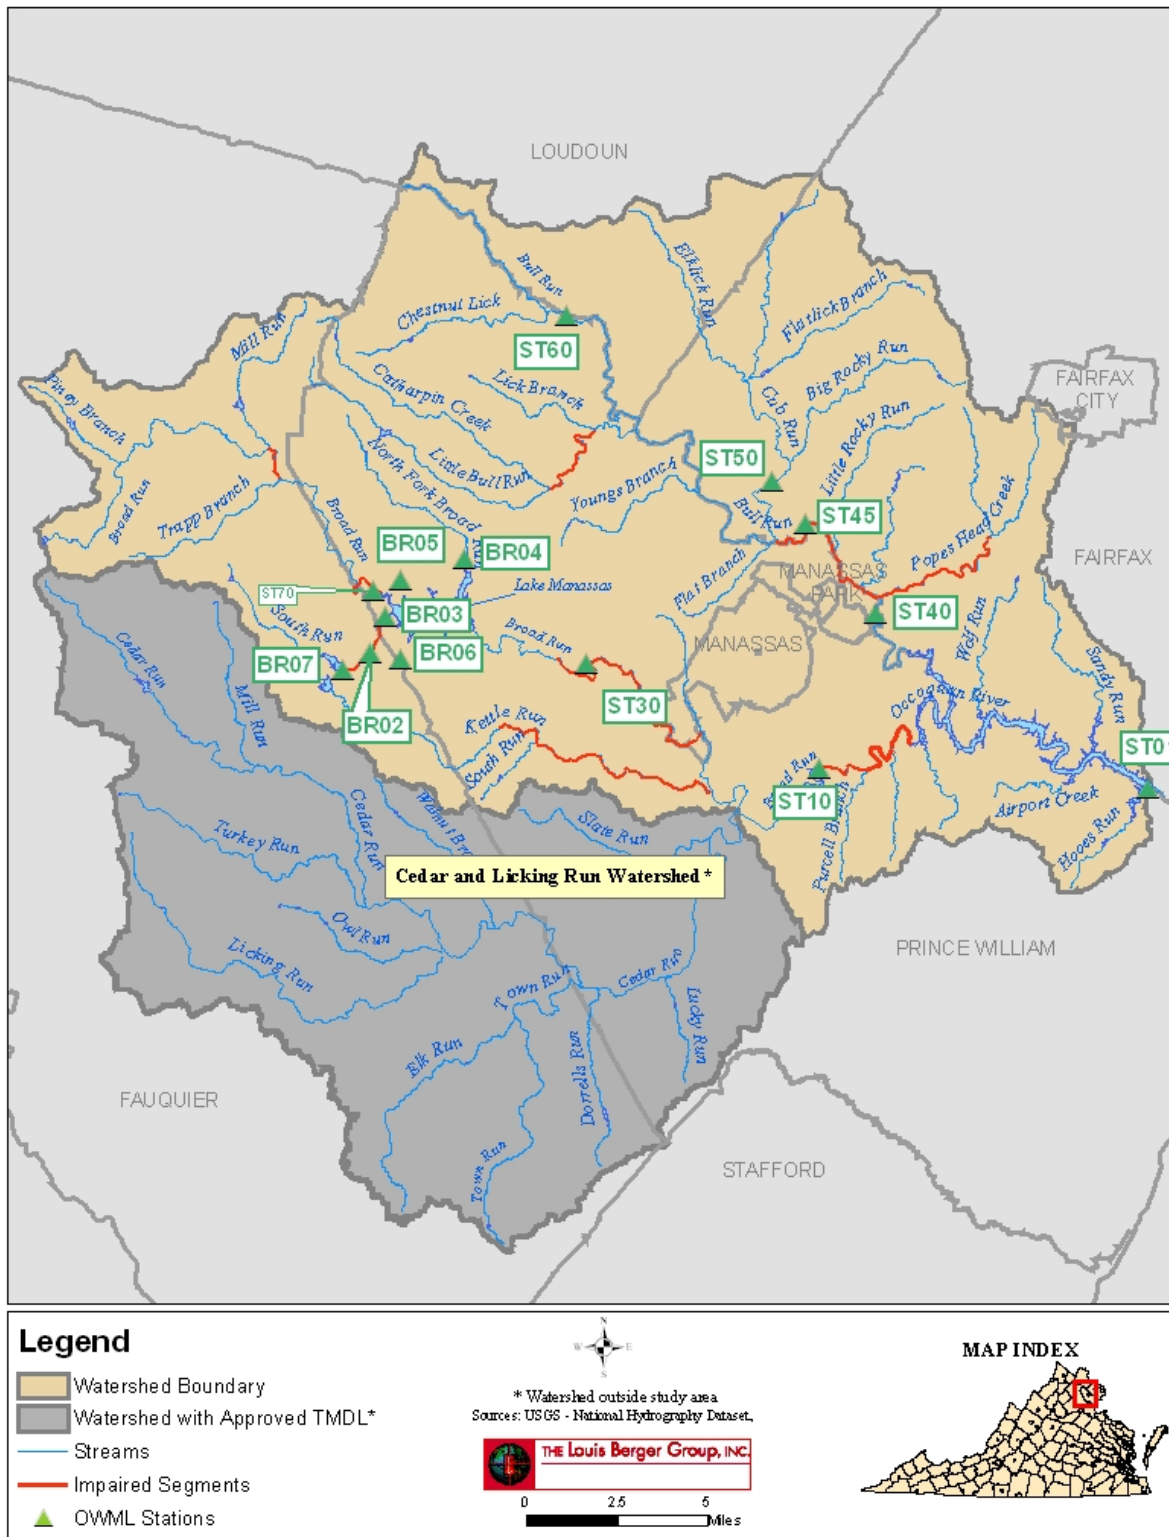 LOUDOUN
Bull Run
Elklick Run
Flatlick Branch
Chestnut Lick
Mill Run
ST60
Big Rocky Run
FAIRFAX
CITY
Piney Branch
Catharpin Creek
Lick Branch
Cub Run
Little Rocky Run
North Fork Broad
Little Bull Run
Youngs Branch
ST50
Broad Run
Trapp Branch
Broad Run
Bull Run
ST45
Popes Head Creek
FAIRFAX
BR05
BR04
Flat Branch
MANASSAS
PARK
ST70
Lake Manassas
BR03
ST40
South Run
Broad Run
MANASSAS
Wolf Run
Sandy Run
Cedar Run
BR07
BR06
Mill Run
BR02
ST30
Occoquan River
Kettle Run
South Run
ST0
Broad Run
ST10
Airport Creek
Purcell Branch
Hooes Run
Cedar Run
Walnut Br
Slate Run
Turkey Run
Cedar and Licking Run Watershed *
Owl Run
Licking Run
PRINCE WILLIAM
Town Run
Cedar Run
Lucky Run
Elk Run
Dorrells Run
FAUQUIER
Town Run
STAFFORD
Legend
Watershed Boundary
Watershed with Approved TMDL*
Streams
Impaired Segments
OWML Stations
N
W E
S
* Watershed outside study area
Sources: USGS - National Hydrography Dataset,
THE Louis Berger Group, INC.
0 2.5 5
Miles
MAP INDEX